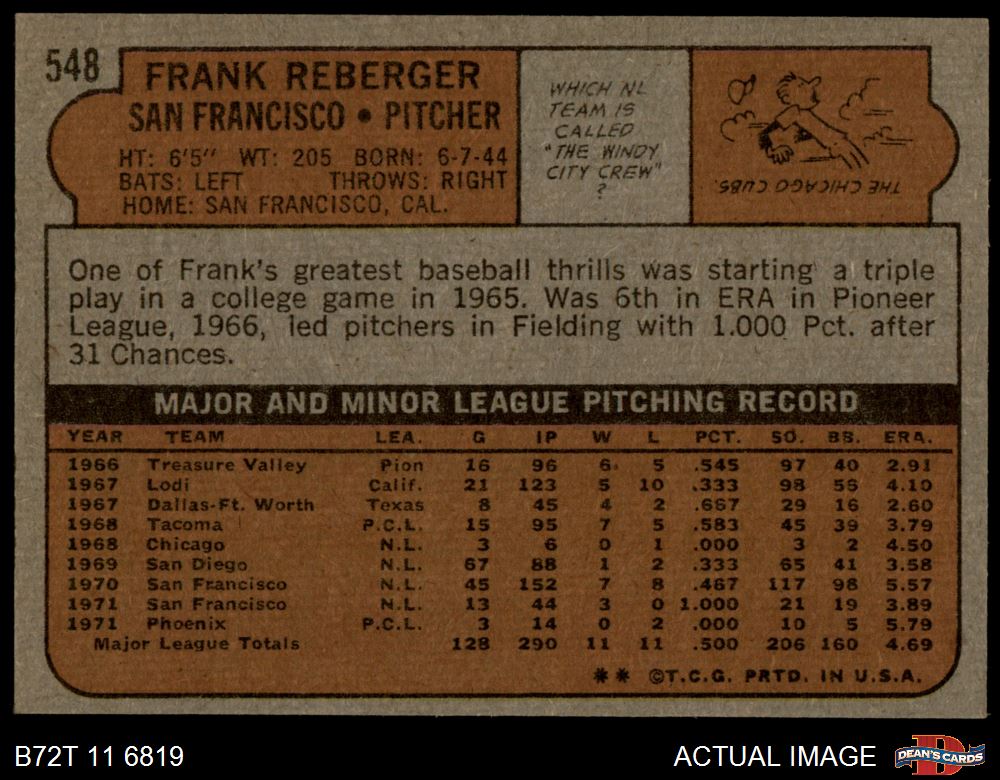 548
FRANK REBERGER
SAN FRANCISCO • PITCHER
HT: 6'5" WT: 205 BORN: 6-7-44
BATS: LEFT THROWS: RIGHT
HOME: SAN FRANCISCO, CAL.
WHICH NL
TEAM IS
CALLED
"THE WINDY
CITY CREW"
?
THE CHICAGO CUBS.
One of Frank's greatest baseball thrills was starting a triple
play in a college game in 1965. Was 6th in ERA in Pioneer
League, 1966, led pitchers in Fielding with 1.000 Pct. after
31 Chances.
MAJOR AND MINOR LEAGUE PITCHING RECORD
YEAR TEAM LEA. G IP W L PCT. SO. BB. ERA.
1966 Treasure Valley Pion 16 96 6 5 .545 97 40 2.91
1967 Lodi Calif. 21 123 5 10 .333 98 56 4.10
1967 Dallas-Ft. Worth Texas 8 45 4 2 .667 29 16 2.60
1968 Tacoma P.C.L. 15 95 7 5 .583 45 39 3.79
1968 Chicago N.L. 3 6 0 1 .000 3 2 4.50
1969 San Diego N.L. 67 88 1 2 .333 65 41 3.58
1970 San Francisco N.L. 45 152 7 8 .467 117 98 5.57
1971 San Francisco N.L. 13 44 3 0 1.000 21 19 3.89
1971 Phoenix P.C.L. 3 14 0 2 .000 10 5 5.79
Major League Totals 128 290 11 11 .500 206 160 4.69
** ©T.C.G. PRTD. IN U.S.A.
B72T 11 6819
ACTUAL IMAGE
D
DEAN'S CARDS